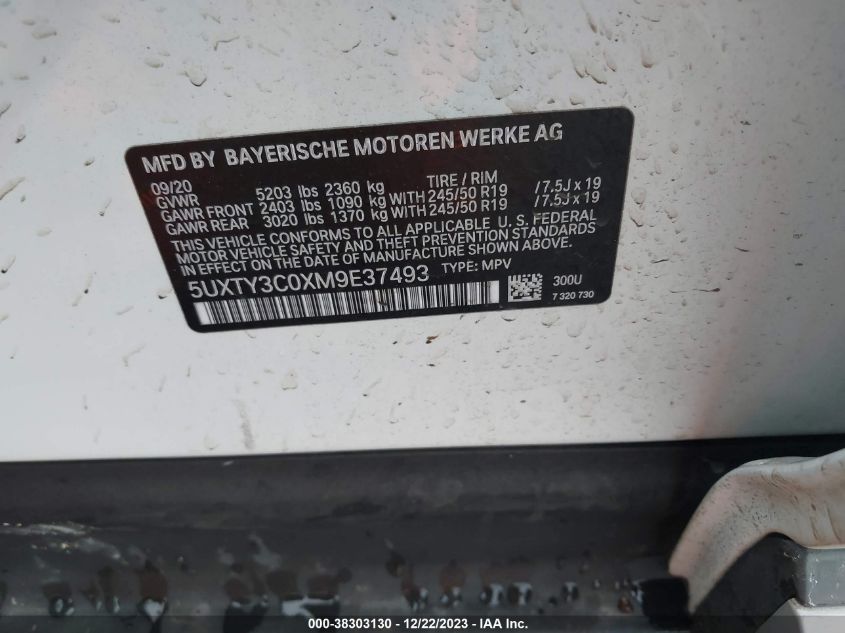 MFD BY BAYERISCHE MOTOREN WERKE AG
09/20 TIRE / RIM
GVWR 5203 lbs 2360 kg
GAWR FRONT 2403 lbs 1090 kg WITH 245/50 R19 /7.5J x 19
GAWR REAR 3020 lbs 1370 kg WITH 245/50 R19 /7.5J x 19
THIS VEHICLE CONFORMS TO ALL APPLICABLE U.S. FEDERAL
MOTOR VEHICLE SAFETY AND THEFT PREVENTION STANDARDS
IN EFFECT ON THE DATE OF MANUFACTURE SHOWN ABOVE.
5UXTY3C0XM9E37493 TYPE: MPV
300U
7 320 730
000-38303130 - 12/22/2023 - IAA Inc.